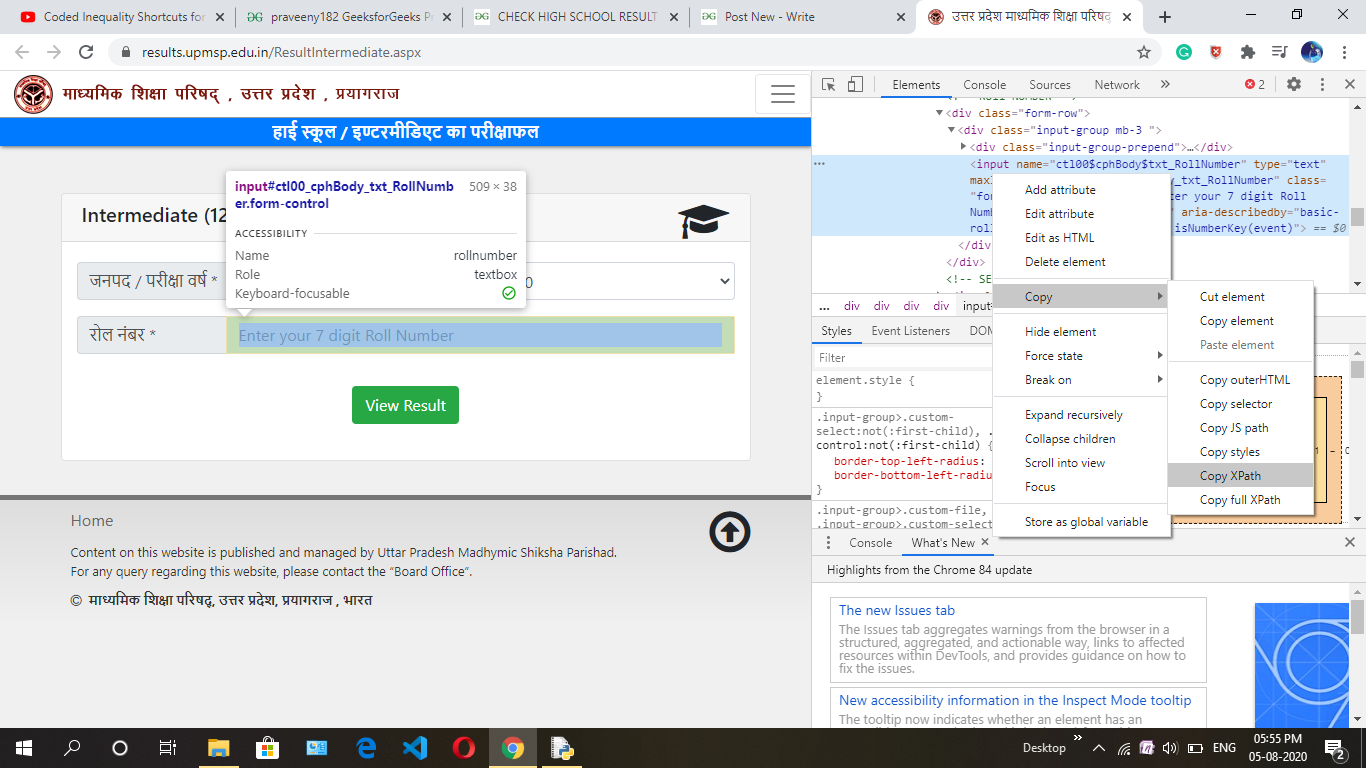 Coded Inequality Shortcuts for
praveeny182 GeeksforGeeks Pr
CHECK HIGH SCHOOL RESULT
Post New - Write
उत्तर प्रदेश माध्यमिक शिक्षा परिषद्
results.upmsp.edu.in/ResultIntermediate.aspx
माध्यमिक शिक्षा परिषद् , उत्तर प्रदेश , प्रयागराज
हाई स्कूल / इण्टरमीडिएट का परीक्षाफल
input#ctl00_cphBody_txt_RollNumb
er.form-control
509 × 38
ACCESSIBILITY
Name rollnumber
Role textbox
Keyboard-focusable
Intermediate (12
जनपद / परीक्षा वर्ष *
0
रोल नंबर *
Enter your 7 digit Roll Number
View Result
Home
Content on this website is published and managed by Uttar Pradesh Madhymic Shiksha Parishad.
For any query regarding this website, please contact the “Board Office”.
© माध्यमिक शिक्षा परिषद्, उत्तर प्रदेश, प्रयागराज , भारत
Elements Console Sources Network » 2
<div class="form-row">
<div class="input-group mb-3 ">
<div class="input-group-prepend">…</div>
<input name="ctl00$cphBody$txt_RollNumber" type="text"
maxl y_txt_RollNumber" class=
"for ter your 7 digit Roll
Numb " aria-describedby="basic-
roll isNumberKey(event)"> == $0
</div
</div>
<!-- SE
... div div div div input#
Styles Event Listeners DOM
Filter
element.style {
}
.input-group>.custom-
select:not(:first-child), .
control:not(:first-child) {
border-top-left-radius:
border-bottom-left-radiu
}
.input-group>.custom-file,
.input-group>.custom-select
Add attribute
Edit attribute
Edit as HTML
Delete element
Copy
Hide element
Force state
Break on
Expand recursively
Collapse children
Scroll into view
Focus
Store as global variable
Cut element
Copy element
Paste element
Copy outerHTML
Copy selector
Copy JS path
Copy styles
Copy XPath
Copy full XPath
Console What's New
Highlights from the Chrome 84 update
The new Issues tab
The Issues tab aggregates warnings from the browser in a
structured, aggregated, and actionable way, links to affected
resources within DevTools, and provides guidance on how to
fix the issues.
New accessibility information in the Inspect Mode tooltip
The tooltip now indicates whether an element has an
Desktop » ENG 05:55 PM
05-08-2020
2